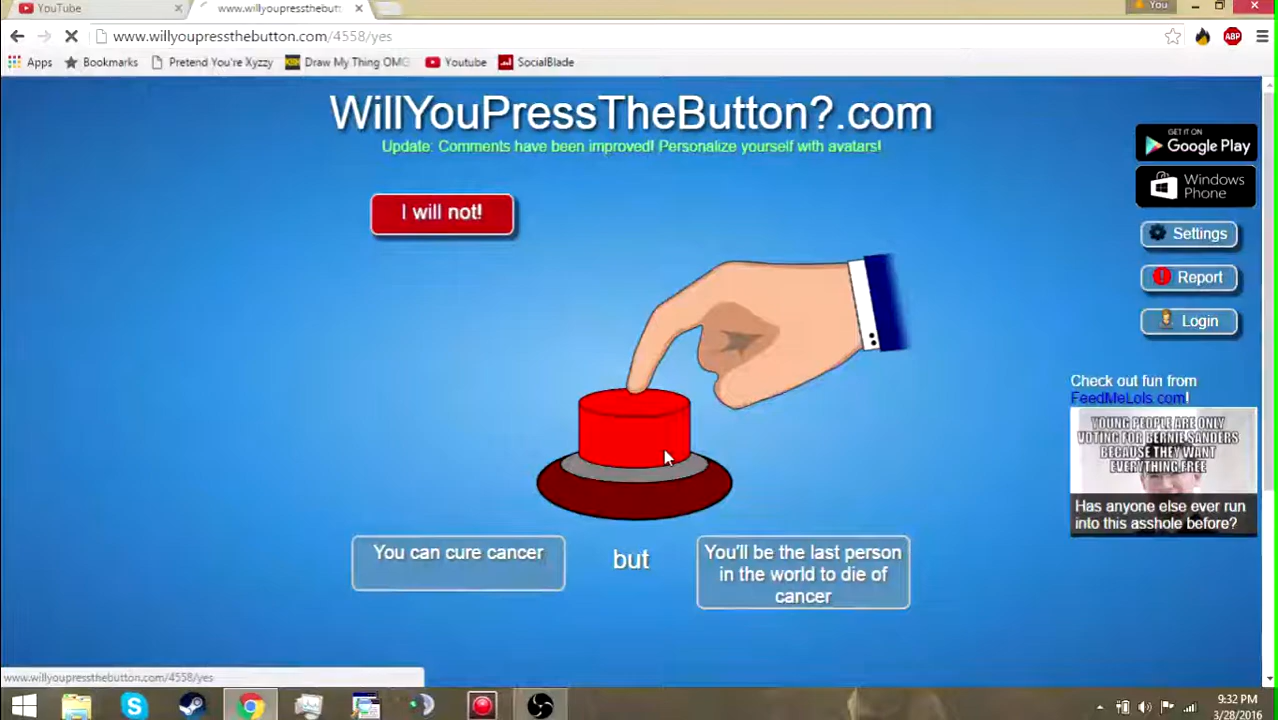 YouTube
www.willyoupressthebutt
You
www.willyoupressthebutton.com/4558/yes
ABP
Apps
Bookmarks
Pretend You're Xyzzy
Draw My Thing OMG
Youtube
SocialBlade
WillYouPressTheButton?.com
Update: Comments have been improved! Personalize yourself with avatars!
GET IT ON
Google Play
Windows
Phone
I will not!
Settings
Report
Login
Check out fun from
FeedMeLols.com!
YOUNG PEOPLE ARE ONLY
VOTING FOR BERNIE SANDERS
BECAUSE THEY WANT
EVERYTHING FREE
Has anyone else ever run
into this asshole before?
You can cure cancer
but
You'll be the last person
in the world to die of
cancer
www.willyoupressthebutton.com/4558/yes
9:32 PM
3/28/2016